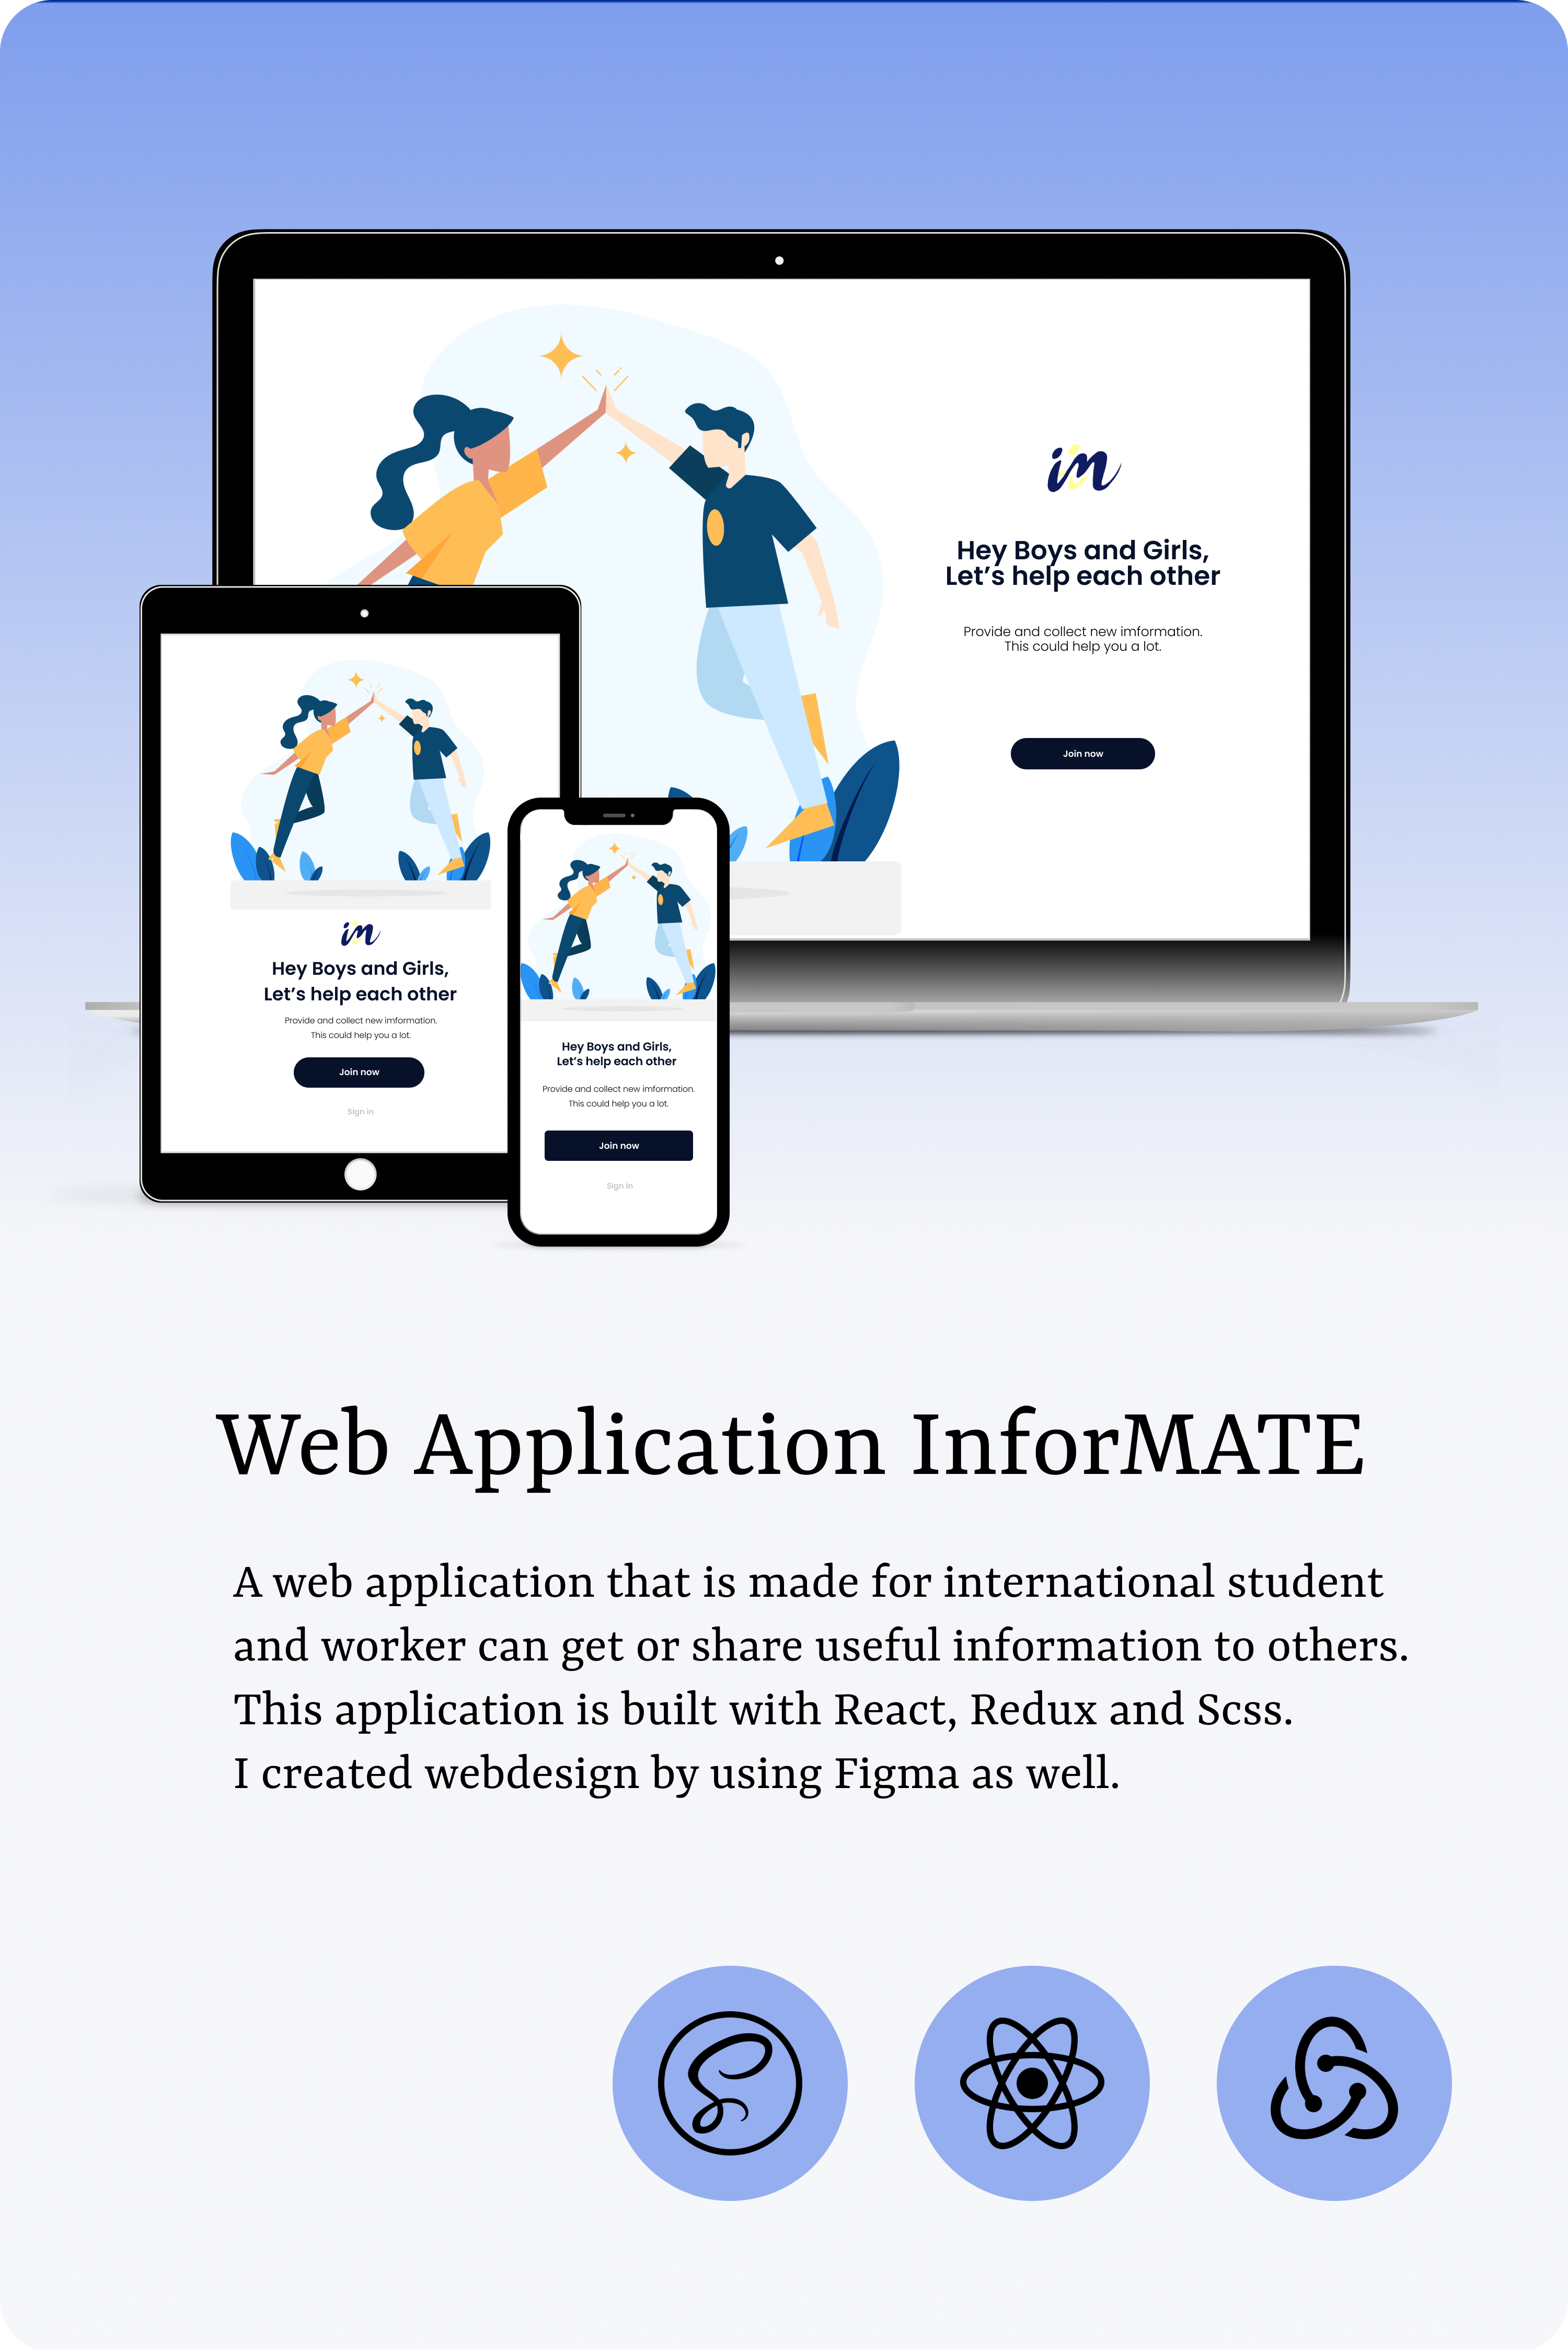 im
Hey Boys and Girls,
Let's help each other
Provide and collect new imformation.
This could help you a lot.
Join now
im
Hey Boys and Girls,
Let's help each other
Provide and collect new imformation.
This could help you a lot.
Join now
Sign in
Hey Boys and Girls,
Let's help each other
Provide and collect new imformation.
This could help you a lot.
Join now
Sign in
Web Application InforMATE
A web application that is made for international student
and worker can get or share useful information to others.
This application is built with React, Redux and Scss.
I created webdesign by using Figma as well.